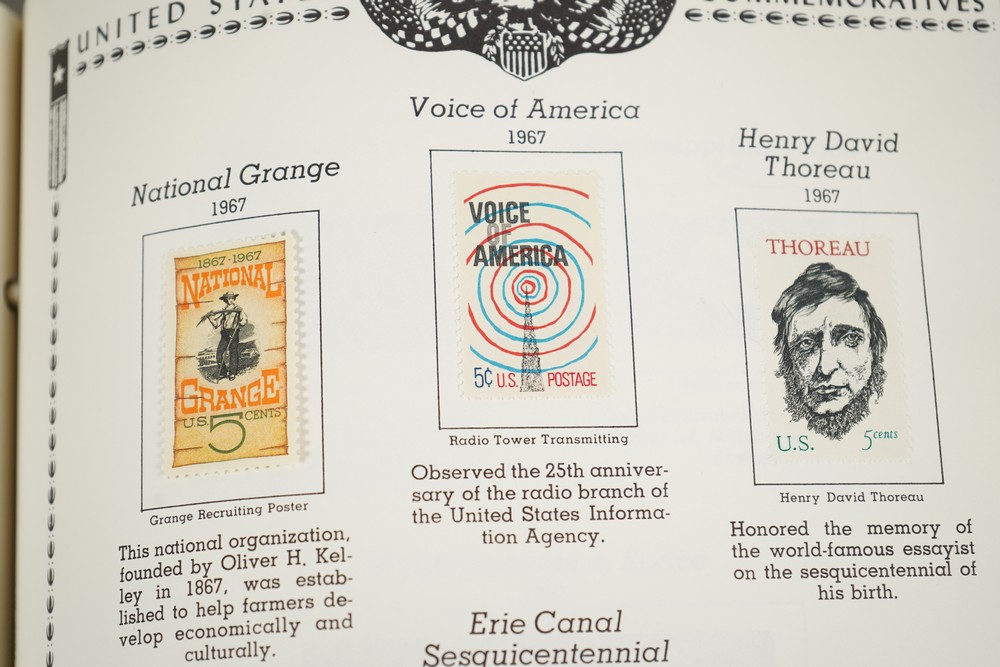 UNITED
COMMEMORATIVES
National Grange
1967
1867·1967
NATIONAL
GRANGE
U.S. 5 CENTS
Grange Recruiting Poster
This national organization,
founded by Oliver H. Kel-
ley in 1867, was estab-
lished to help farmers de-
velop economically and
culturally.
Voice of America
1967
VOICE
OF
AMERICA
5¢ U.S. POSTAGE
Radio Tower Transmitting
Observed the 25th anniver-
sary of the radio branch of
the United States Informa-
tion Agency.
Henry David
Thoreau
1967
THOREAU
U.S. 5 cents
Henry David Thoreau
Honored the memory of
the world-famous essayist
on the sesquicentennial of
his birth.
Erie Canal
Sesquicentennial